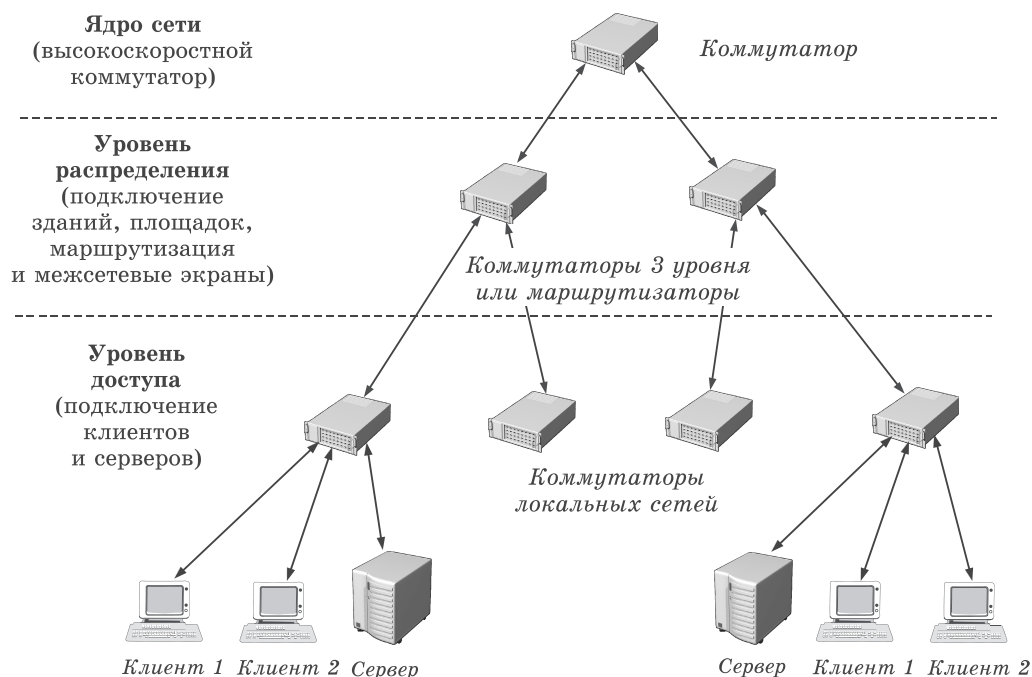 Ядро сети
(высокоскоростной
коммутатор)
Коммутатор
Уровень
распределения
(подключение
зданий, площадок,
маршрутизация
и межсетевые экраны)
Коммутаторы 3 уровня
или маршрутизаторы
Уровень
доступа
(подключение
клиентов
и серверов)
Коммутаторы
локальных сетей
Клиент 1 Клиент 2 Сервер
Сервер Клиент 1 Клиент 2